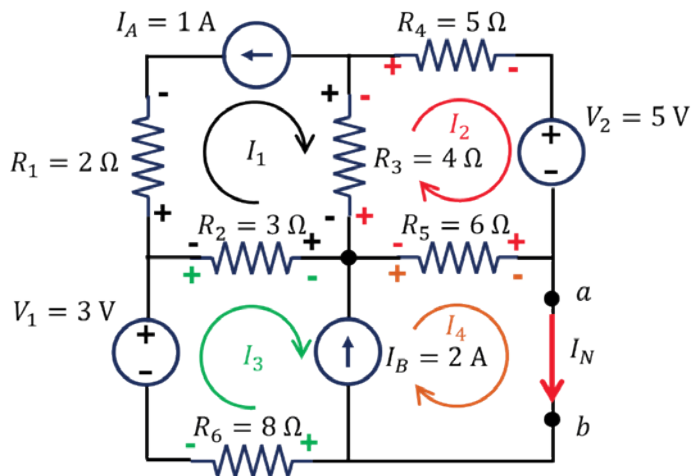 I_A = 1 A
R_4 = 5 Ω
+ -
- + -
I_1
I_2
+
-
V_2 = 5 V
R_1 = 2 Ω
R_3 = 4 Ω
+ - +
R_2 = 3 Ω
R_5 = 6 Ω
- + - +
+ - + -
V_1 = 3 V
+
-
a
I_3
I_B = 2 A
I_4
I_N
R_6 = 8 Ω
- +
b